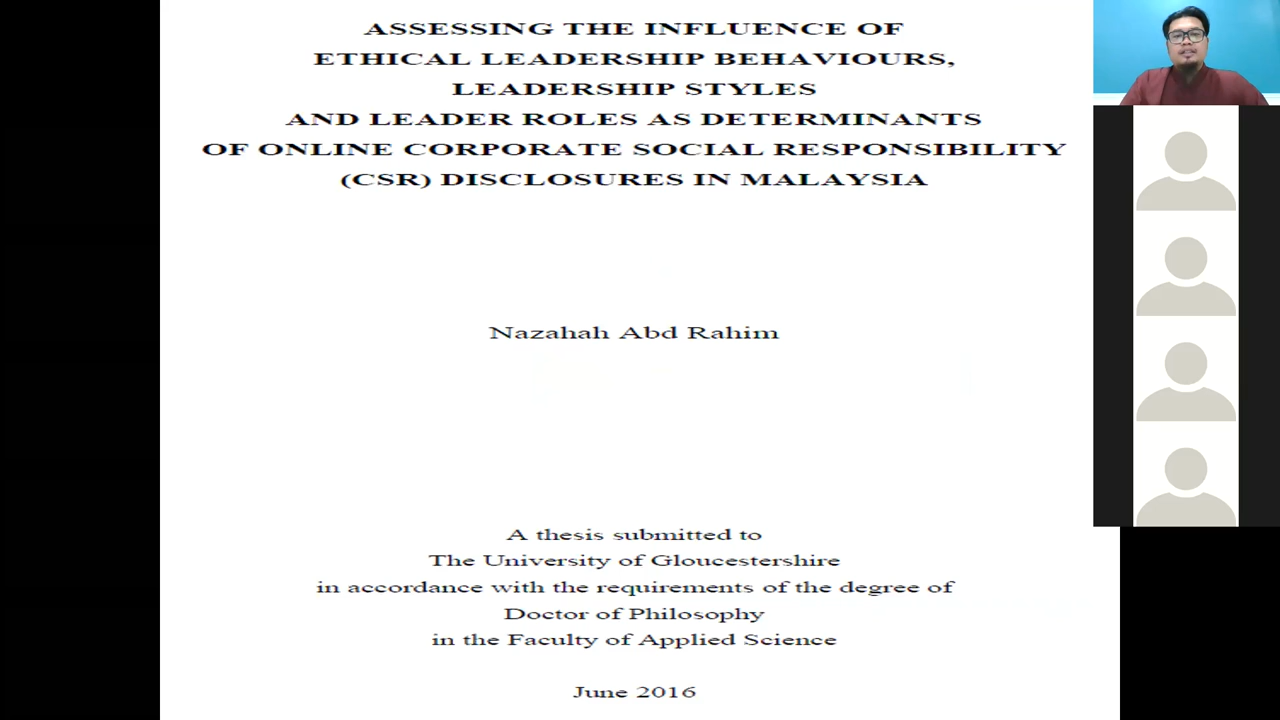 ASSESSING THE INFLUENCE OF
ETHICAL LEADERSHIP BEHAVIOURS,
LEADERSHIP STYLES
AND LEADER ROLES AS DETERMINANTS
OF ONLINE CORPORATE SOCIAL RESPONSIBILITY
(CSR) DISCLOSURES IN MALAYSIA
Nazahah Abd Rahim
A thesis submitted to
The University of Gloucestershire
in accordance with the requirements of the degree of
Doctor of Philosophy
in the Faculty of Applied Science
June 2016